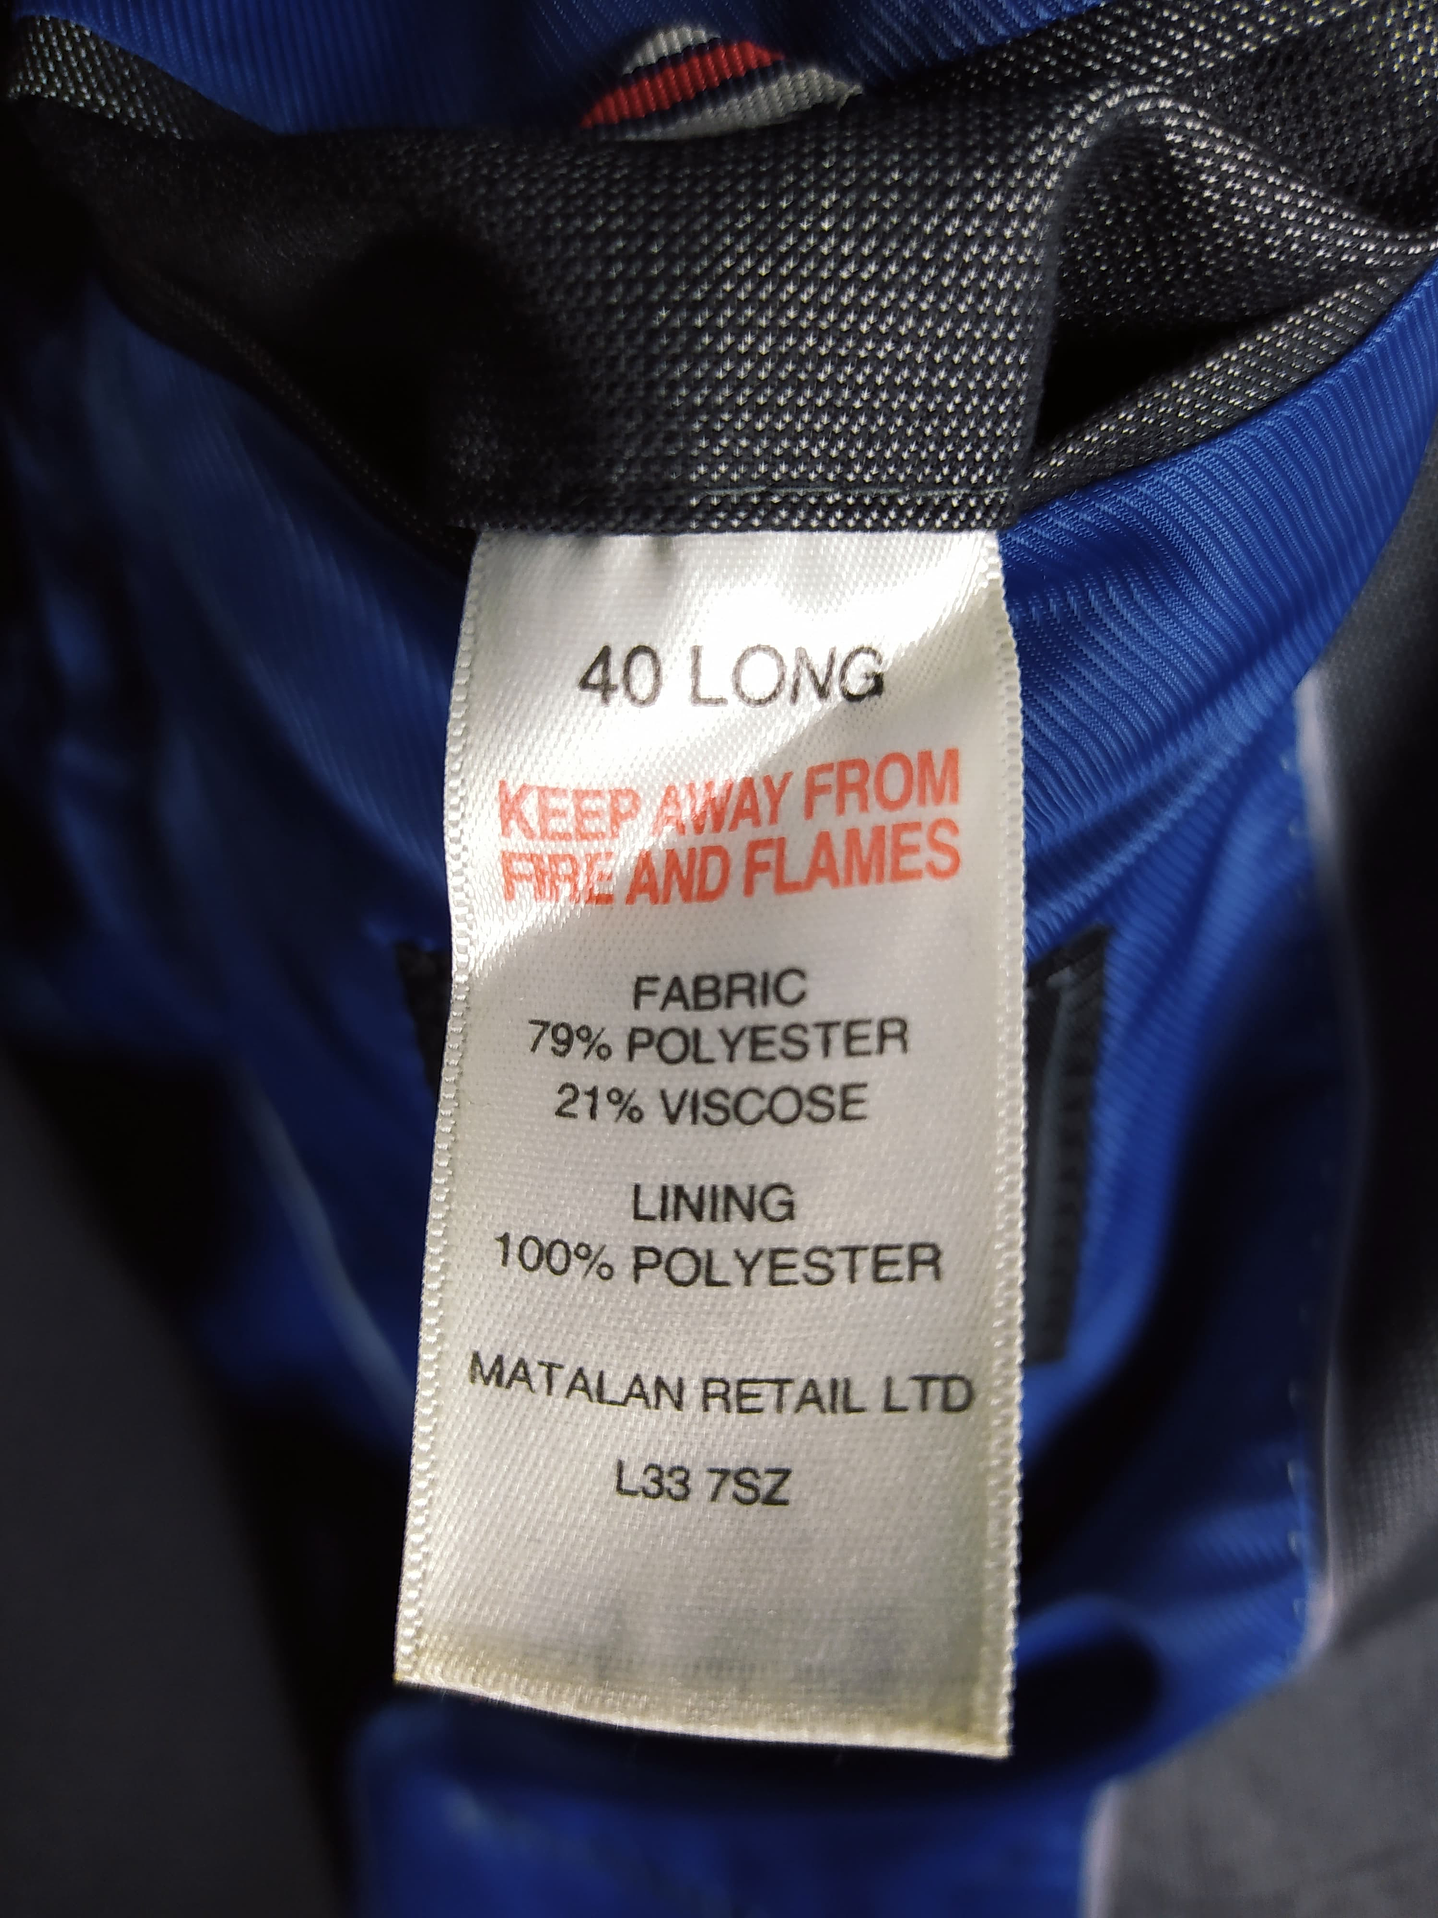 40 LONG
KEEP AWAY FROM
FIRE AND FLAMES
FABRIC
79% POLYESTER
21% VISCOSE
LINING
100% POLYESTER
MATALAN RETAIL LTD
L33 7SZ